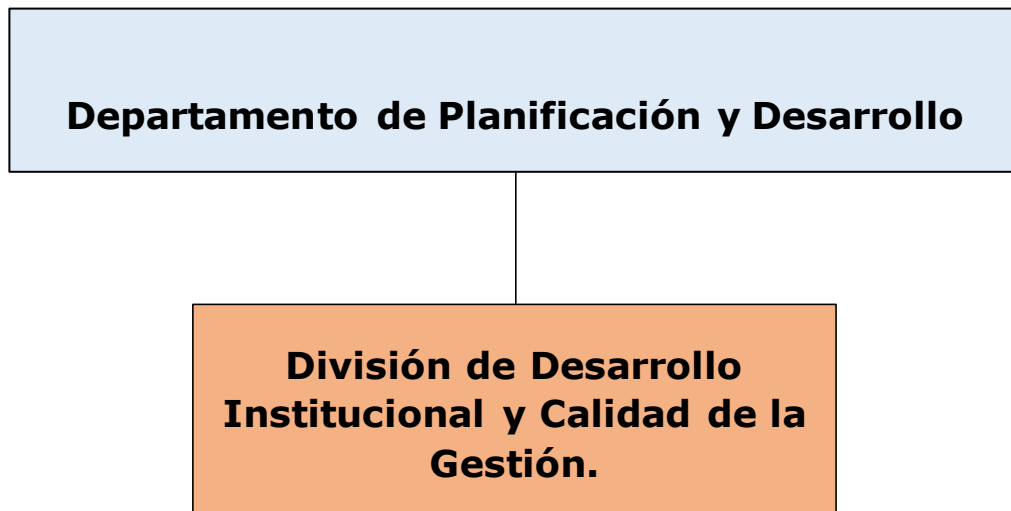 Departamento de Planificación y Desarrollo
División de Desarrollo
Institucional y Calidad de la
Gestión.